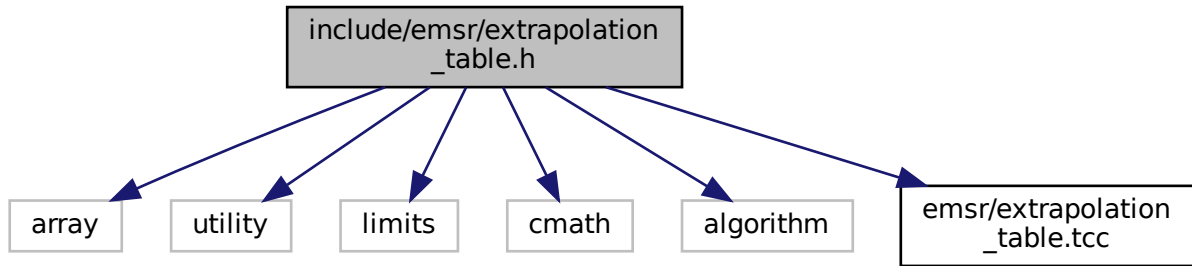 include/emsr/extrapolation
_table.h
array
utility
limits
cmath
algorithm
emsr/extrapolation
_table.tcc